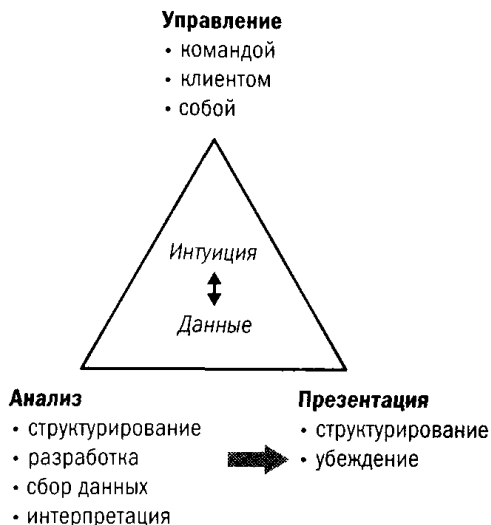 Управление
• командой
• клиентом
• собой
Интуиция
Данные
Анализ
• структурирование
• разработка
• сбор данных
• интерпретация
Презентация
• структурирование
• убеждение